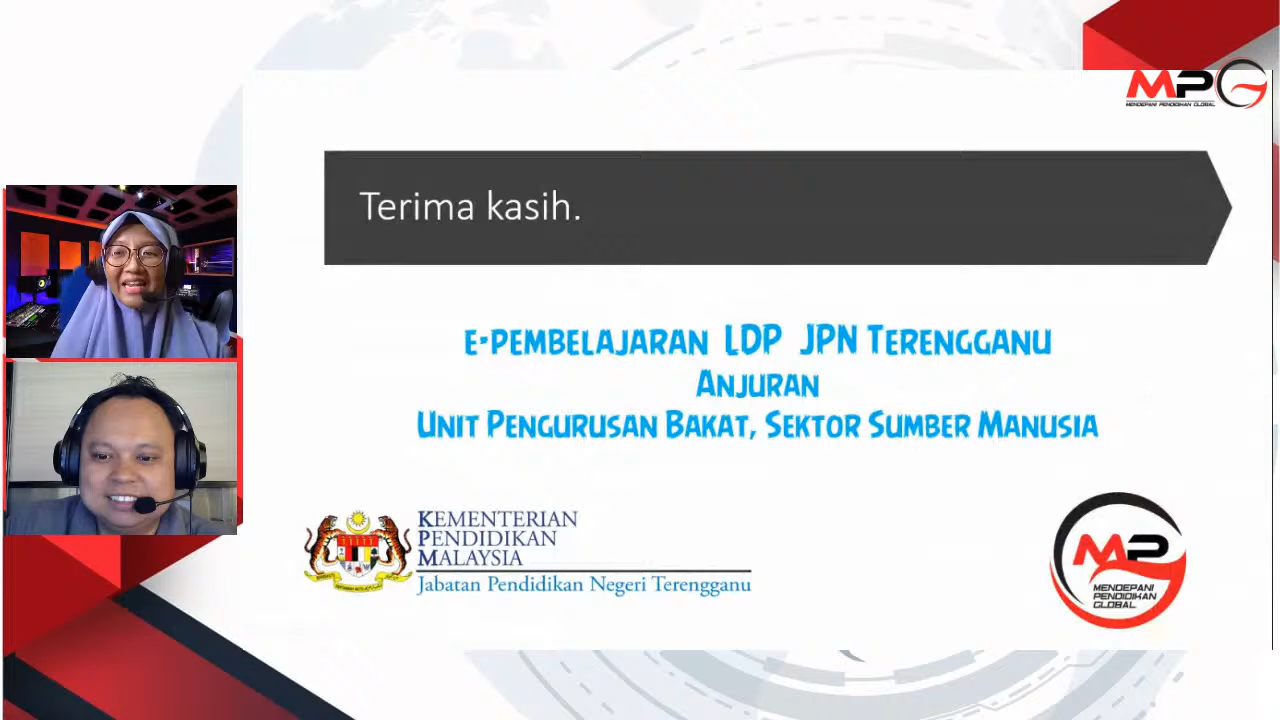 MPG
MENDEPANI PENDIDIKAN GLOBAL
Terima kasih.
E-PEMBELAJARAN LDP JPN TERENGGANU
ANJURAN
UNIT PENGURUSAN BAKAT, SEKTOR SUMBER MANUSIA
KEMENTERIAN
PENDIDIKAN
MALAYSIA
Jabatan Pendidikan Negeri Terengganu
MP
MENDEPANI
PENDIDIKAN
GLOBAL